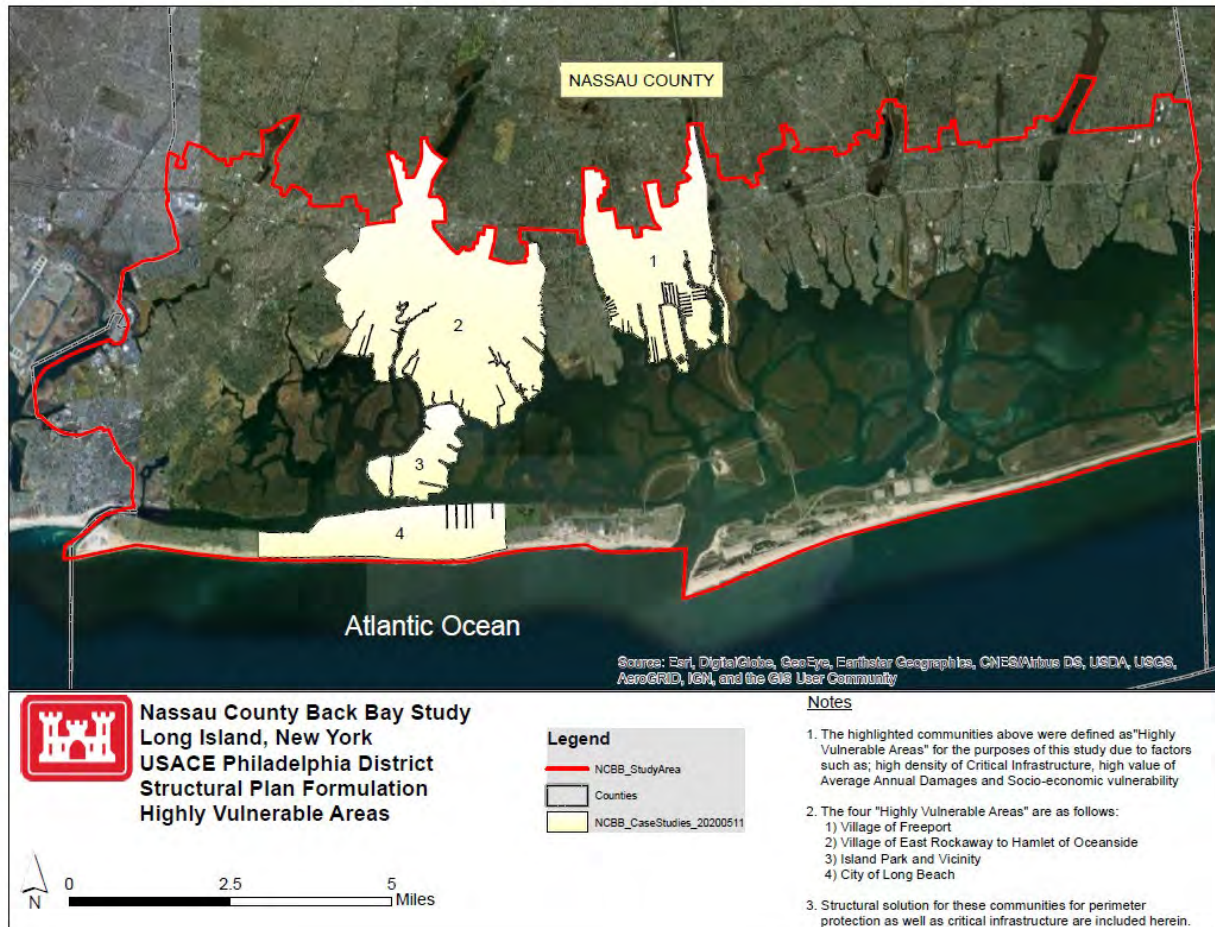 NASSAU COUNTY
1
2
3
4
Atlantic Ocean
Source: Esri, DigitalGlobe, GeoEye, Earthstar Geographics, CNES/Airbus DS, USDA, USGS,
AeroGRID, IGN, and the GIS User Community
Nassau County Back Bay Study
Long Island, New York
USACE Philadelphia District
Structural Plan Formulation
Highly Vulnerable Areas
N
0 2.5 5
Miles
Legend
NCBB_StudyArea
Counties
NCBB_CaseStudies_20200511
Notes
1. The highlighted communities above were defined as"Highly
Vulnerable Areas" for the purposes of this study due to factors
such as; high density of Critical Infrastructure, high value of
Average Annual Damages and Socio-economic vulnerability
2. The four "Highly Vulnerable Areas" are as follows:
1) Village of Freeport
2) Village of East Rockaway to Hamlet of Oceanside
3) Island Park and Vicinity
4) City of Long Beach
3. Structural solution for these communities for perimeter
protection as well as critical infrastructure are included herein.